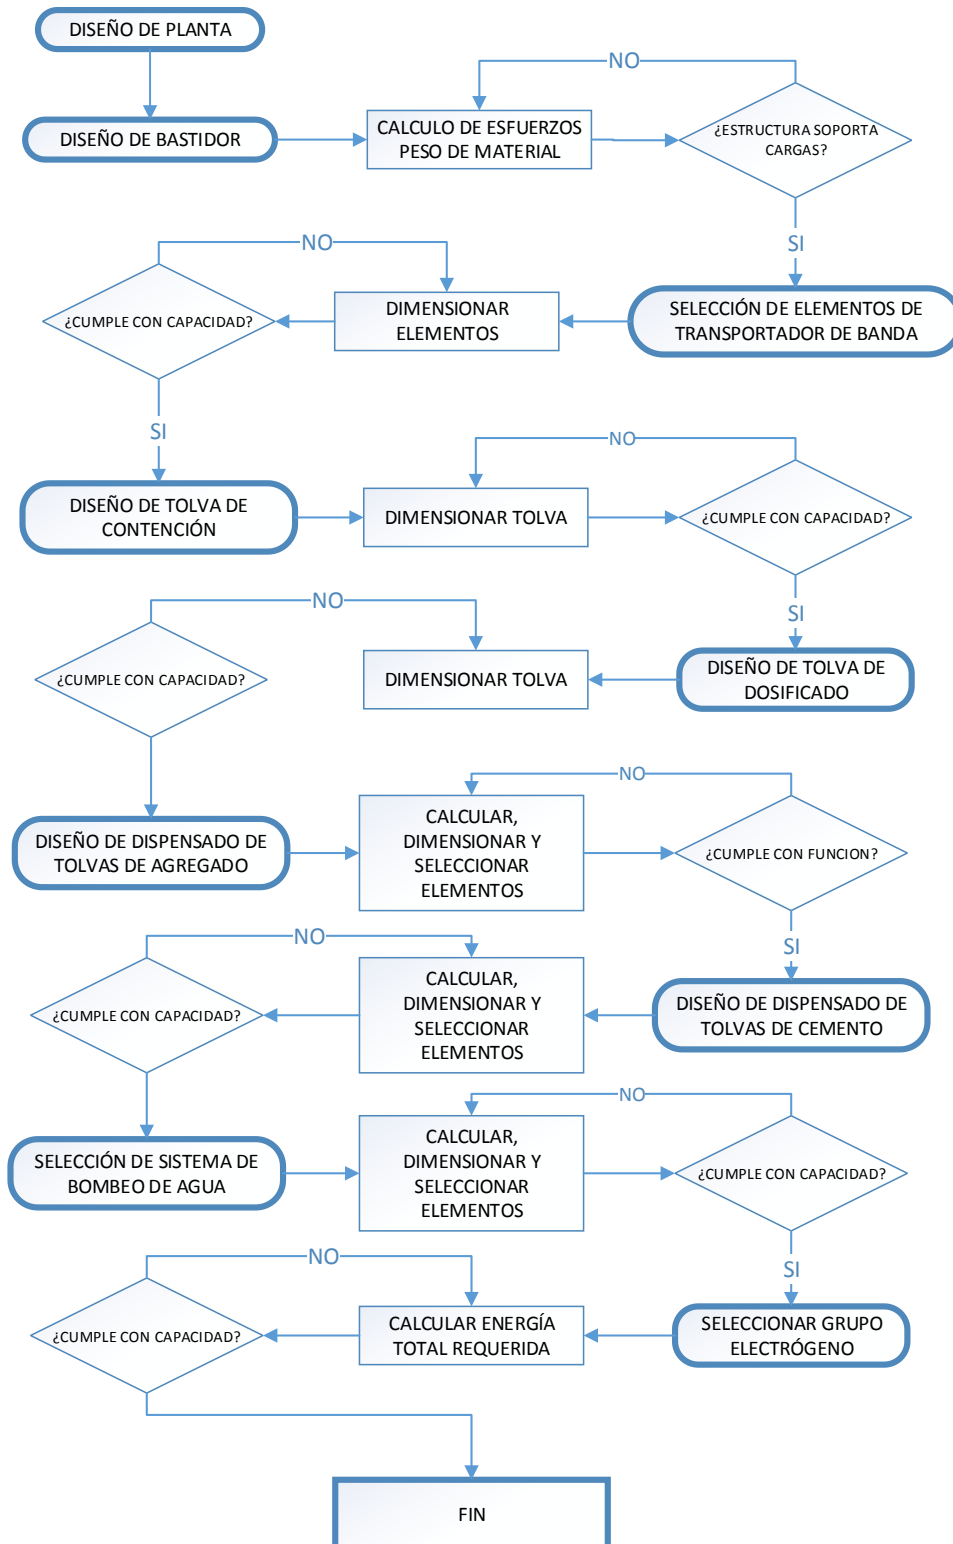 DISEÑO DE PLANTA
NO
DISEÑO DE BASTIDOR
CALCULO DE ESFUERZOS
PESO DE MATERIAL
¿ESTRUCTURA SOPORTA
CARGAS?
SI
NO
¿CUMPLE CON CAPACIDAD?
DIMENSIONAR
ELEMENTOS
SELECCIÓN DE ELEMENTOS DE
TRANSPORTADOR DE BANDA
SI
NO
DISEÑO DE TOLVA DE
CONTENCIÓN
DIMENSIONAR TOLVA
¿CUMPLE CON CAPACIDAD?
SI
NO
¿CUMPLE CON CAPACIDAD?
DIMENSIONAR TOLVA
DISEÑO DE TOLVA DE
DOSIFICADO
NO
DISEÑO DE DISPENSADO DE
TOLVAS DE AGREGADO
CALCULAR,
DIMENSIONAR Y
SELECCIONAR
ELEMENTOS
¿CUMPLE CON FUNCION?
SI
NO
¿CUMPLE CON CAPACIDAD?
CALCULAR,
DIMENSIONAR Y
SELECCIONAR
ELEMENTOS
DISEÑO DE DISPENSADO DE
TOLVAS DE CEMENTO
NO
SELECCIÓN DE SISTEMA DE
BOMBEO DE AGUA
CALCULAR,
DIMENSIONAR Y
SELECCIONAR
ELEMENTOS
¿CUMPLE CON CAPACIDAD?
SI
NO
¿CUMPLE CON CAPACIDAD?
CALCULAR ENERGÍA
TOTAL REQUERIDA
SELECCIONAR GRUPO
ELECTRÓGENO
FIN